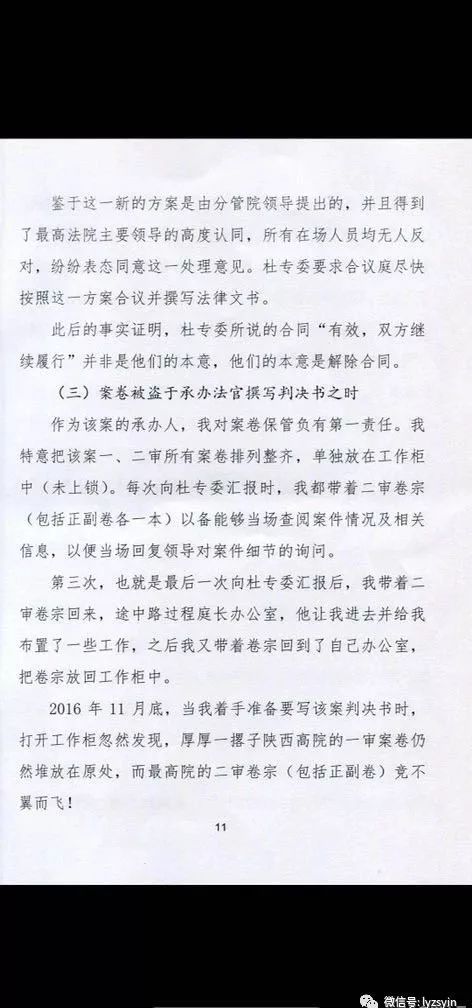 鉴于这一新的方案是由分管院领导提出的，并且得到
了最高法院主要领导的高度认同，所有在场人员均无人反
对，纷纷表态同意这一处理意见。杜专委要求合议庭尽快
按照这一方案合议并撰写法律文书。
此后的事实证明，杜专委所说的合同“有效，双方继
续履行”并非是他们的本意，他们的本意是解除合同。
（三）案卷被盗于承办法官撰写判决书之时
作为该案的承办人，我对案卷保管负有第一责任。我
特意把该案一、二审所有案卷排列整齐，单独放在工作柜
中（未上锁）。每次向杜专委汇报时，我都带着二审卷宗
（包括正副卷各一本）以备能够当场查阅案件情况及相关
信息，以便当场回复领导对案件细节的询问。
第三次，也就是最后一次向杜专委汇报后，我带着二
审卷宗回来，途中路过程庭长办公室，他让我进去并给我
布置了一些工作，之后我又带着卷宗回到了自己办公室，
把卷宗放回工作柜中。
2016 年 11 月底，当我着手准备要写该案判决书时，
打开工作柜忽然发现，厚厚一摞子陕西高院的一审案卷仍
然堆放在原处，而最高院的二审卷宗（包括正副卷）竞不
翼而飞！
11
微信号: lyzsyin_